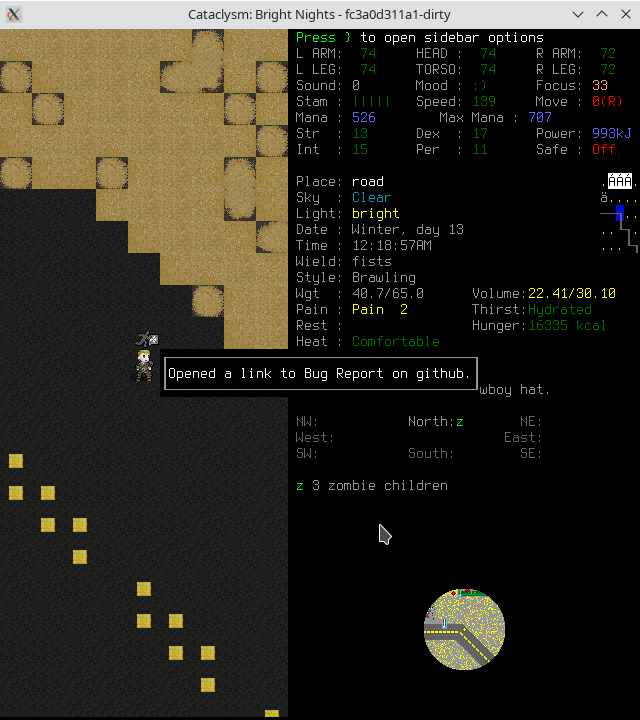 Cataclysm: Bright Nights - fc3a0d311a1-dirty
Press } to open sidebar options
L ARM: 74 HEAD : 74 R ARM: 72
L LEG: 74 TORSO: 74 R LEG: 72
Sound: 0 Mood : :) Focus: 33
Stam : ||||| Speed: 139 Move : 0(R)
Mana : 526 Max Mana : 707
Str : 13 Dex : 17 Power: 993kJ
Int : 15 Per : 11 Safe : Off
Place: road
Sky : Clear
Light: bright
Date : Winter, day 13
Time : 12:18:57AM
Wield: fists
Style: Brawling
Wgt : 40.7/65.0 Volume:22.41/30.10
Pain : Pain 2 Thirst:Hydrated
Rest : Hunger:16335 kcal
Heat : Comfortable
Opened a link to Bug Report on github.
wboy hat.
NW: North:z NE:
West: East:
SW: South: SE:
z 3 zombie children